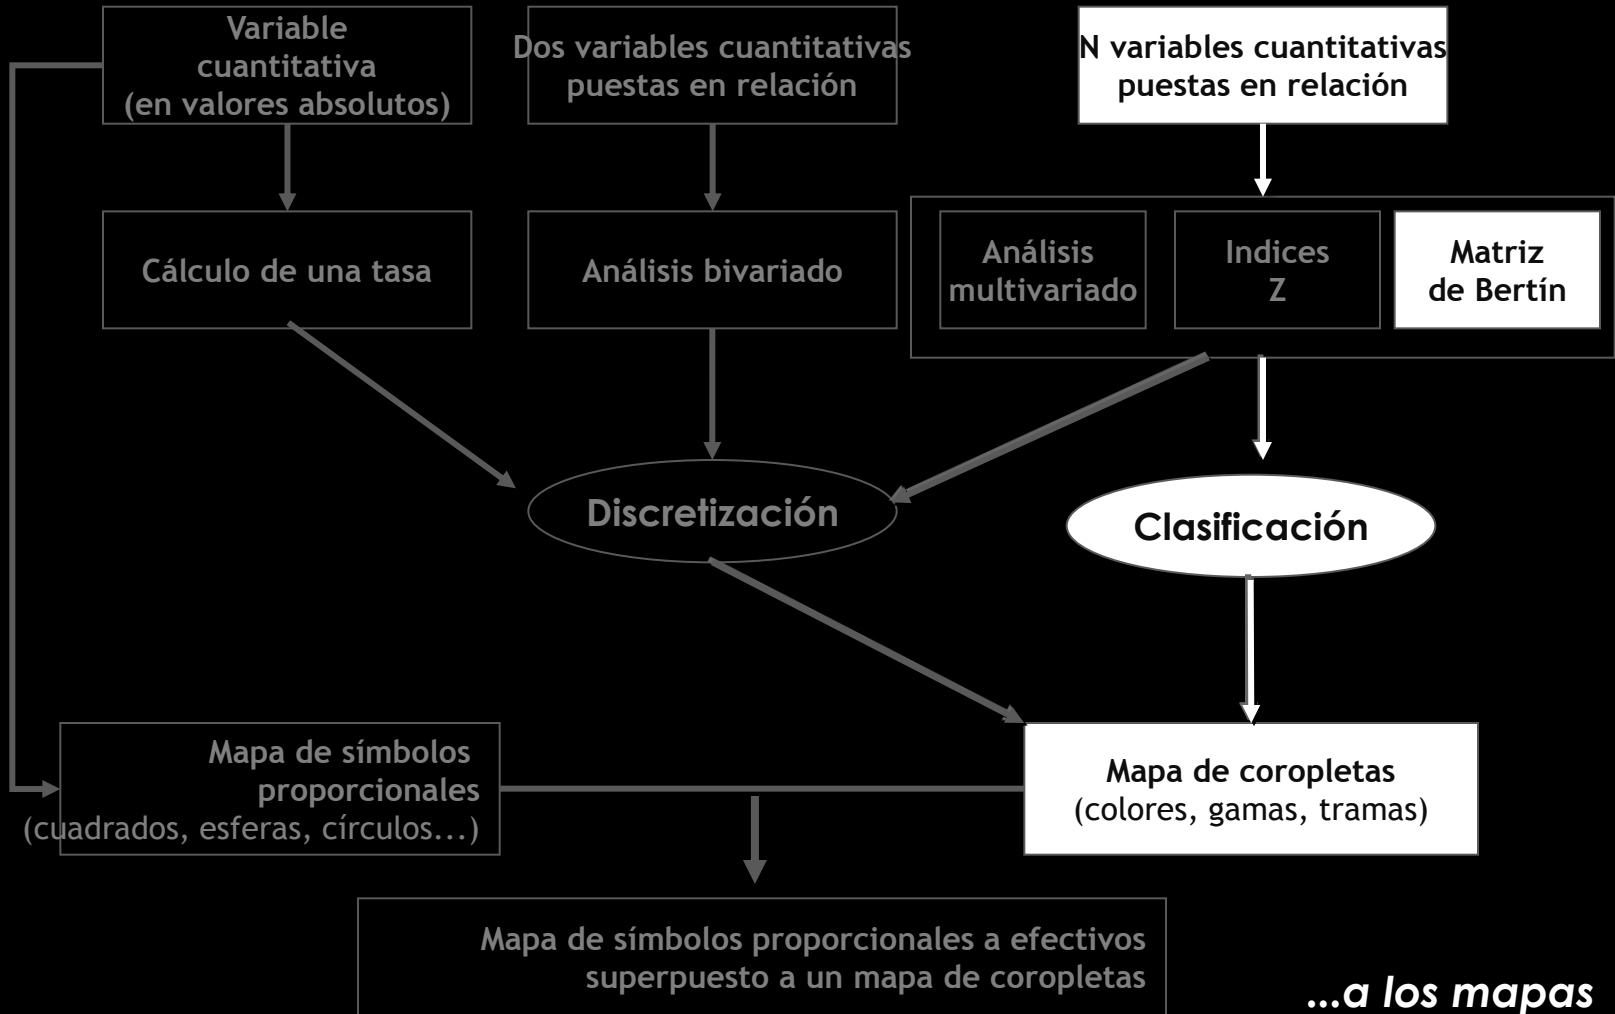 Variable
cuantitativa
(en valores absolutos)
Dos variables cuantitativas
puestas en relación
N variables cuantitativas
puestas en relación
Cálculo de una tasa
Análisis bivariado
Análisis
multivariado
Indices
Z
Matriz
de Bertín
Discretización
Clasificación
Mapa de símbolos
proporcionales
(cuadrados, esferas, círculos...)
Mapa de coropletas
(colores, gamas, tramas)
Mapa de símbolos proporcionales a efectivos
superpuesto a un mapa de coropletas
...a los mapas